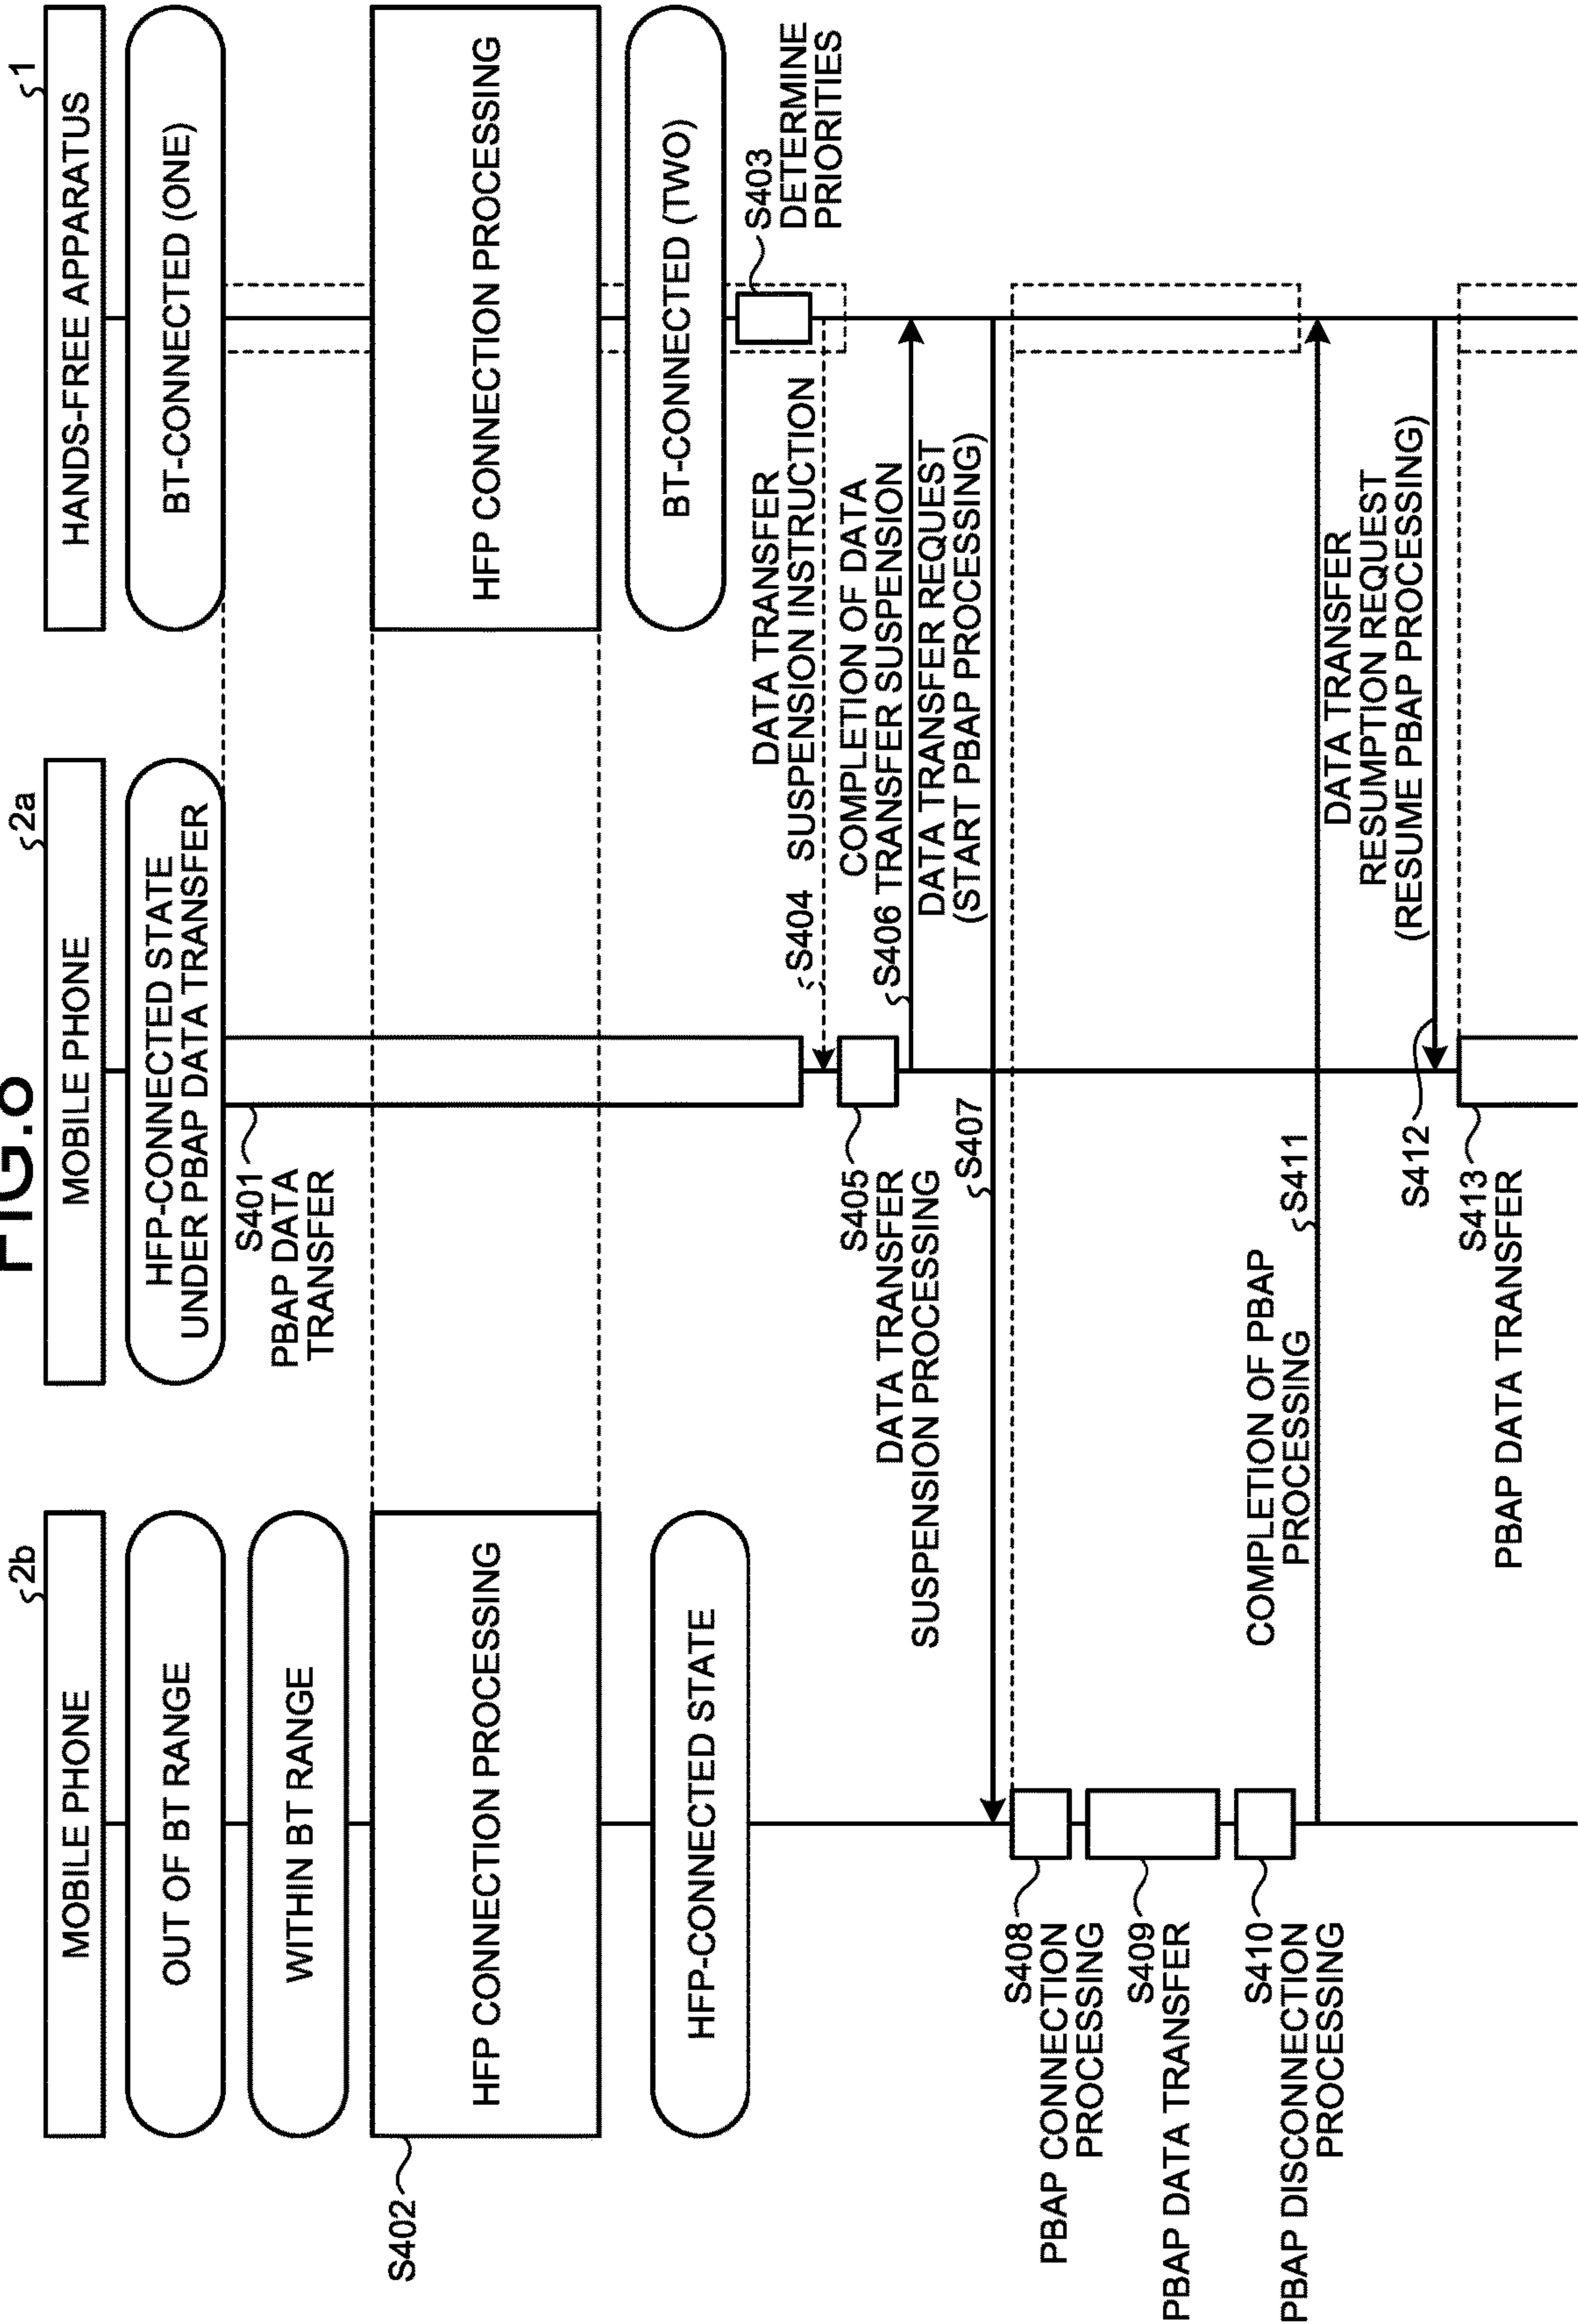 2b
2a
1
MOBILE PHONE
MOBILE PHONE
HANDS-FREE APPARATUS
OUT OF BT RANGE
HFP-CONNECTED STATE
UNDER PBAP DATA TRANSFER
BT-CONNECTED (ONE)
WITHIN BT RANGE
S401
PBAP DATA
TRANSFER
S402
HFP CONNECTION PROCESSING
HFP CONNECTION PROCESSING
HFP-CONNECTED STATE
BT-CONNECTED (TWO)
S403
DETERMINE
PRIORITIES
DATA TRANSFER
S404 SUSPENSION INSTRUCTION
S405
DATA TRANSFER
SUSPENSION PROCESSING
COMPLETION OF DATA
S406 TRANSFER SUSPENSION
DATA TRANSFER REQUEST
(START PBAP PROCESSING)
S407
S408
PBAP CONNECTION
PROCESSING
S409
PBAP DATA TRANSFER
S410
PBAP DISCONNECTION
PROCESSING
COMPLETION OF PBAP
PROCESSING
S411
DATA TRANSFER
RESUMPTION REQUEST
(RESUME PBAP PROCESSING)
S412
S413
PBAP DATA TRANSFER